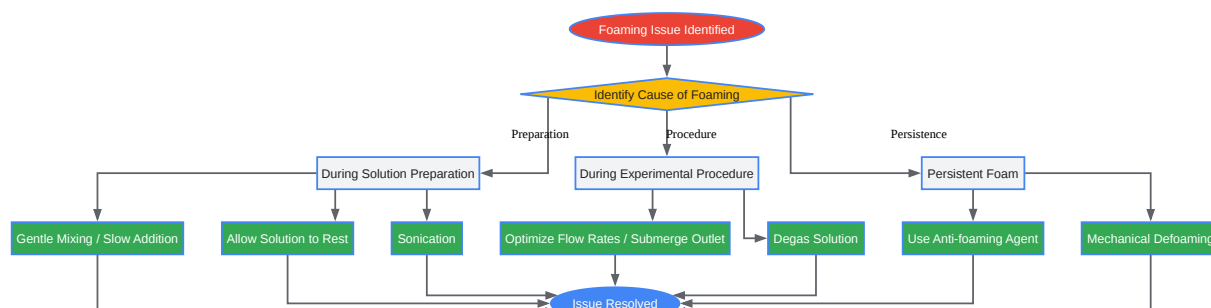 Foaming Issue Identified
Identify Cause of Foaming
Preparation
Procedure
Persistence
During Solution Preparation
During Experimental Procedure
Persistent Foam
Gentle Mixing / Slow Addition
Allow Solution to Rest
Sonication
Optimize Flow Rates / Submerge Outlet
Degas Solution
Use Anti-foaming Agent
Mechanical Defoaming
Issue Resolved